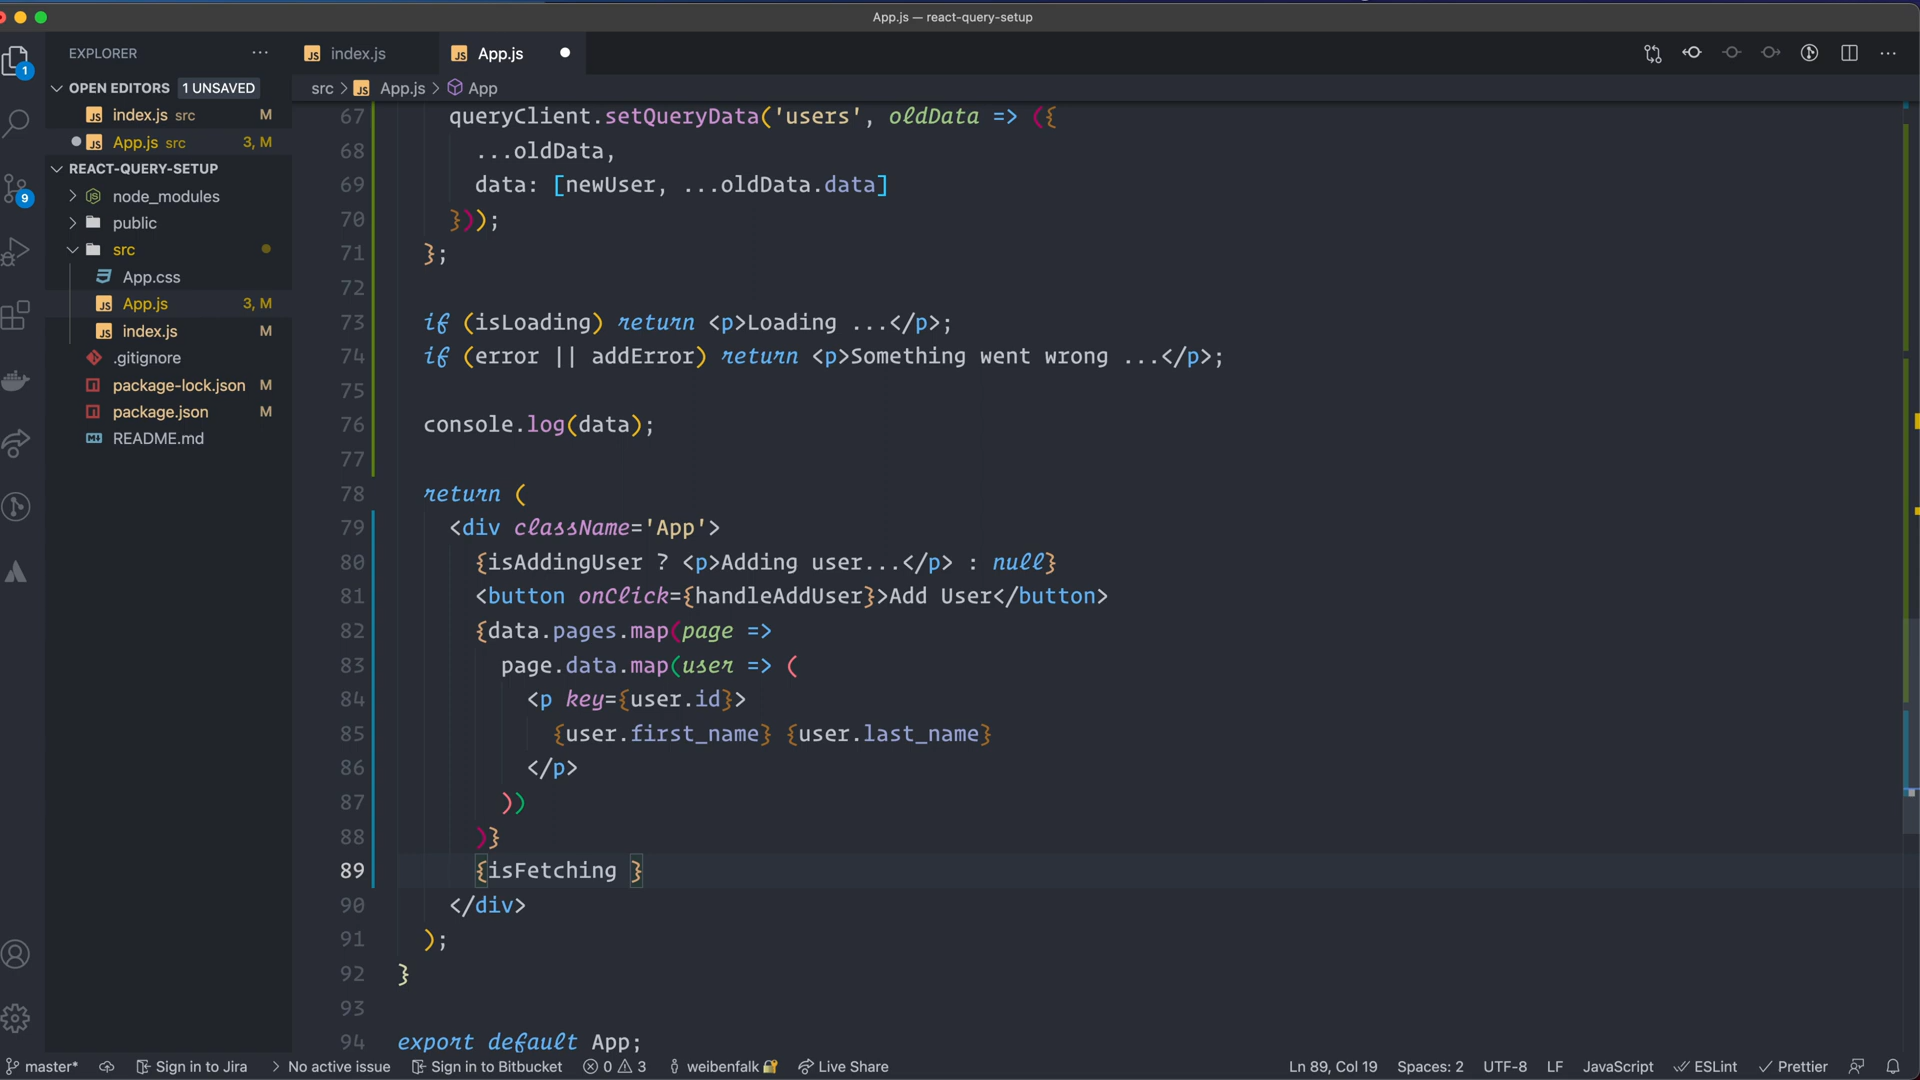 App.js — react-query-setup
EXPLORER
index.js
App.js
OPEN EDITORS 1 UNSAVED
index.js src M
App.js src 3, M
REACT-QUERY-SETUP
node_modules
public
src
App.css
App.js 3, M
index.js M
.gitignore
package-lock.json M
package.json M
README.md
1
9
src > App.js > App
67 queryClient.setQueryData('users', oldData => ({
68 ...oldData,
69 data: [newUser, ...oldData.data]
70 }));
71 };
72
73 if (isLoading) return <p>Loading ...</p>;
74 if (error || addError) return <p>Something went wrong ...</p>;
75
76 console.log(data);
77
78 return (
79 <div className='App'>
80 {isAddingUser ? <p>Adding user...</p> : null}
81 <button onClick={handleAddUser}>Add User</button>
82 {data.pages.map(page =>
83 page.data.map(user => (
84 <p key={user.id}>
85 {user.first_name} {user.last_name}
86 </p>
87 ))
88 )}
89 {isFetching }
90 </div>
91 );
92 }
93
94 export default App;
master* Sign in to Jira No active issue Sign in to Bitbucket 0 3 weibenfalk Live Share Ln 89, Col 19 Spaces: 2 UTF-8 LF JavaScript ESLint Prettier